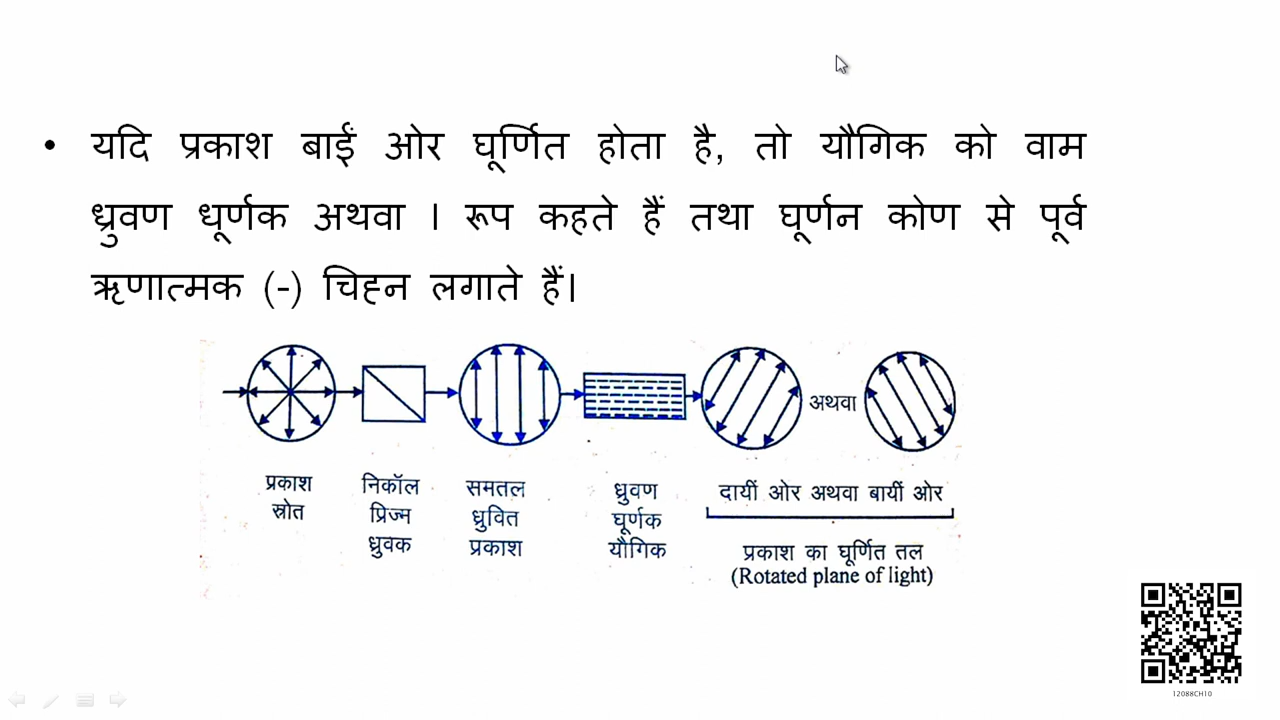 • यदि प्रकाश बाईं ओर घूर्णित होता है, तो यौगिक को वाम
ध्रुवण धूर्णक अथवा l रूप कहते हैं तथा घूर्णन कोण से पूर्व
ऋणात्मक (-) चिह्न लगाते हैं।
अथवा
प्रकाश
स्रोत
निकॉल
प्रिज्म
ध्रुवक
समतल
ध्रुवित
प्रकाश
ध्रुवण
घूर्णक
यौगिक
दायीं ओर अथवा बायीं ओर
प्रकाश का घूर्णित तल
(Rotated plane of light)
12088CH10